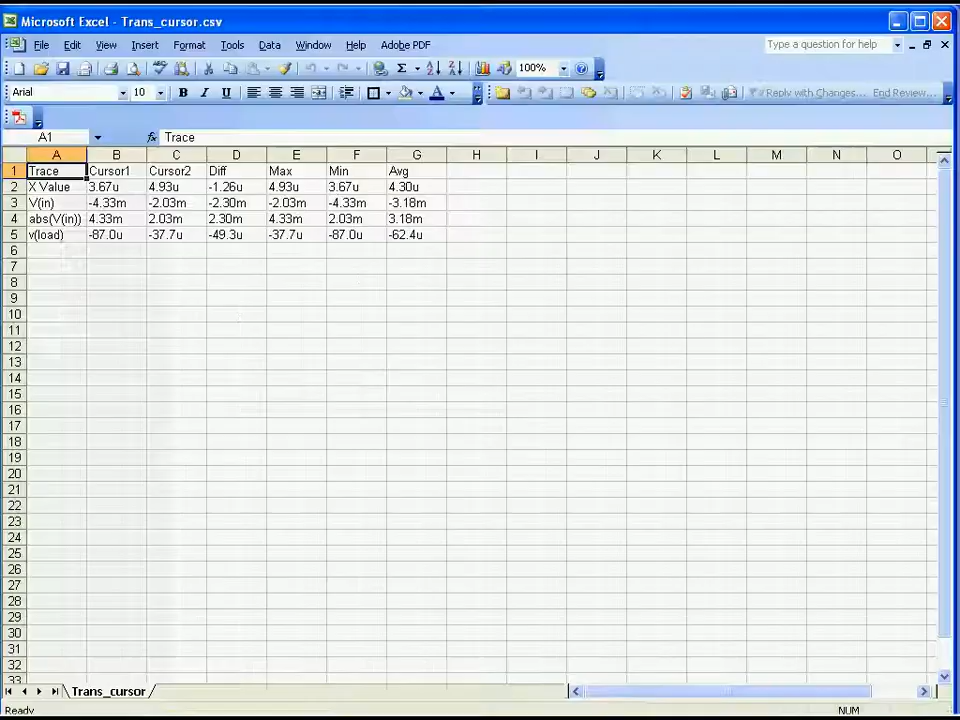 Microsoft Excel - Trans_cursor.csv
File Edit View Insert Format Tools Data Window Help Adobe PDF Type a question for help
Σ 100%
Arial 10 B I U A Reply with Changes... End Review...
A1 fx Trace
A B C D E F G H I J K L M N O
1 Trace Cursor1 Cursor2 Diff Max Min Avg
2 X Value 3.67u 4.93u -1.26u 4.93u 3.67u 4.30u
3 V(in) -4.33m -2.03m -2.30m -2.03m -4.33m -3.18m
4 abs(V(in)) 4.33m 2.03m 2.30m 4.33m 2.03m 3.18m
5 v(load) -87.0u -37.7u -49.3u -37.7u -87.0u -62.4u
6
7
8
9
10
11
12
13
14
15
16
17
18
19
20
21
22
23
24
25
26
27
28
29
30
31
32
33
Trans_cursor
Ready NUM